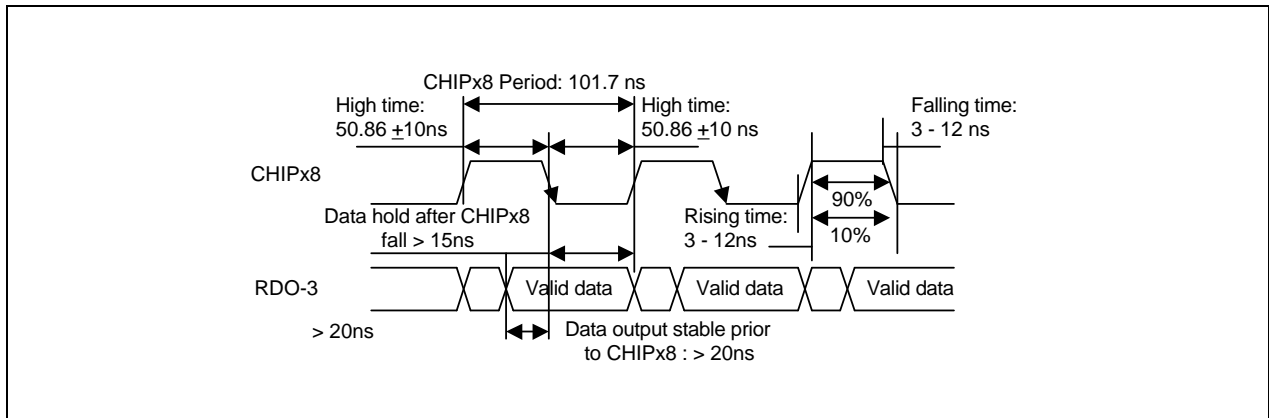 CHIPx8 Period: 101.7 ns
High time:
50.86 +10ns
High time:
50.86 +10 ns
Falling time:
3 - 12 ns
CHIPx8
90%
Data hold after CHIPx8
fall > 15ns
Rising time:
3 - 12ns
10%
RDO-3
Valid data
Valid data
Valid data
> 20ns
Data output stable prior
to CHIPx8 : > 20ns